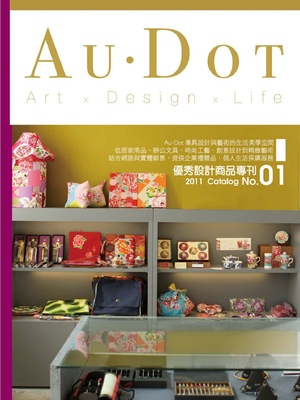 AU·DOT
Art x Design x Life
Au-Dot 兼具設計與藝術的生活美學空間
從居家用品、辦公文具、時尚工藝、創意設計到精緻藝術
結合網路與實體銷售，提供企業禮贈品、個人生活採購服務
優秀設計商品專刊
2011 Catalog No.01